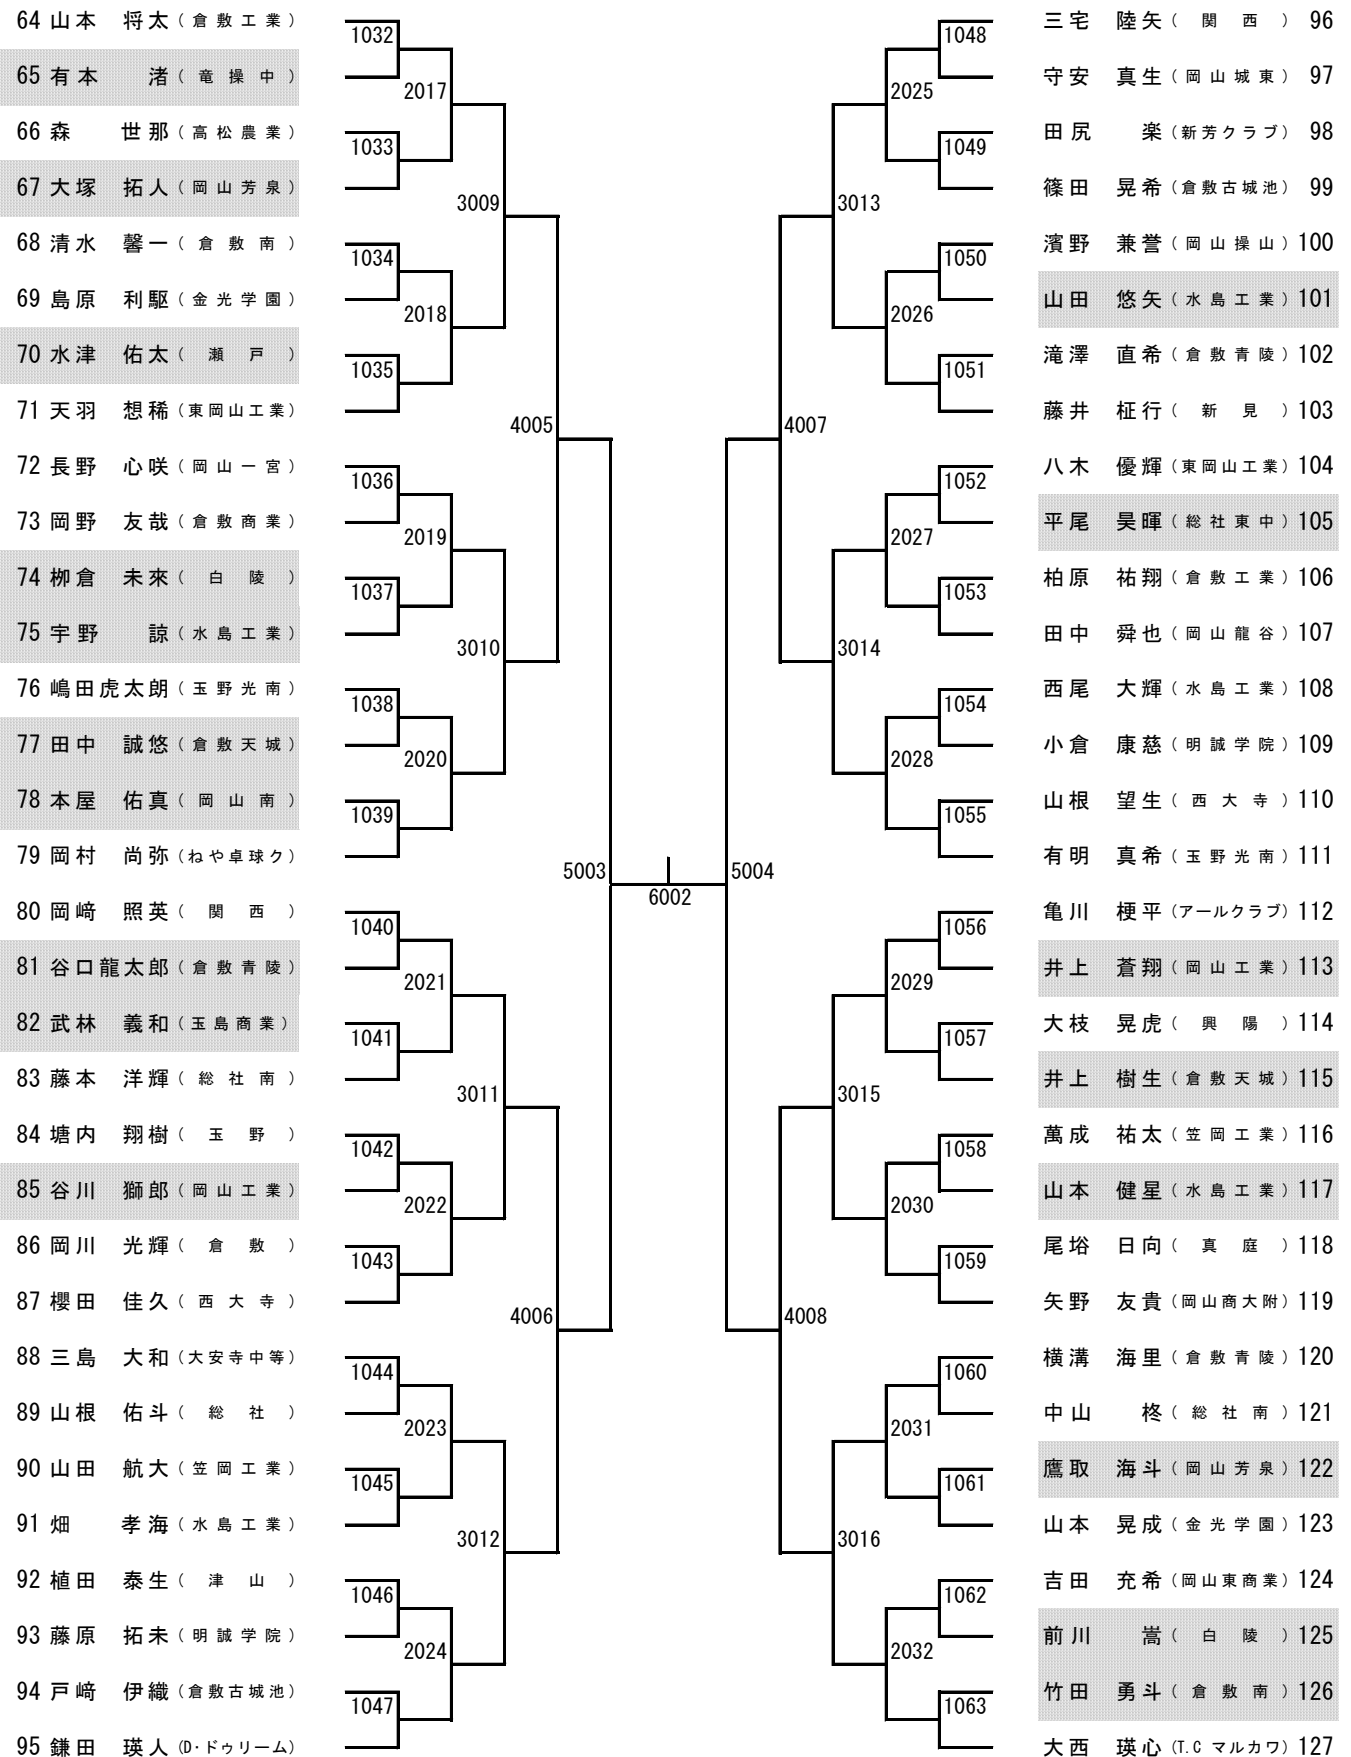 64 山本 将太 (倉敷工業)
65 有本 渚 (竜操中)
66 森 世那 (高松農業)
67 大塚 拓人 (岡山芳泉)
68 清水 馨一 (倉敷南)
69 島原 利駆 (金光学園)
70 水津 佑太 (瀬戸)
71 天羽 想稀 (東岡山工業)
72 長野 心咲 (岡山一宮)
73 岡野 友哉 (倉敷商業)
74 栁倉 未來 (白陵)
75 宇野 諒 (水島工業)
76 嶋田虎太朗 (玉野光南)
77 田中 誠悠 (倉敷天城)
78 本屋 佑真 (岡山南)
79 岡村 尚弥 (ねや卓球ク)
80 岡﨑 照英 (関西)
81 谷口龍太郎 (倉敷青陵)
82 武林 義和 (玉島商業)
83 藤本 洋輝 (総社南)
84 塘内 翔樹 (玉野)
85 谷川 獅郎 (岡山工業)
86 岡川 光輝 (倉敷)
87 櫻田 佳久 (西大寺)
88 三島 大和 (大安寺中等)
89 山根 佑斗 (総社)
90 山田 航大 (笠岡工業)
91 畑 孝海 (水島工業)
92 植田 泰生 (津山)
93 藤原 拓未 (明誠学院)
94 戸﨑 伊織 (倉敷古城池)
95 鎌田 瑛人 (D・ドゥリーム)
1032
1033
1034
1035
1036
1037
1038
1039
1040
1041
1042
1043
1044
1045
1046
1047
2017
2018
2019
2020
2021
2022
2023
2024
3009
3010
3011
3012
4005
4006
5003
6002
5004
4007
4008
3013
3014
3015
3016
2025
2026
2027
2028
2029
2030
2031
2032
1048
1049
1050
1051
1052
1053
1054
1055
1056
1057
1058
1059
1060
1061
1062
1063
三宅 陸矢 (関西) 96
守安 真生 (岡山城東) 97
田尻 楽 (新芳クラブ) 98
篠田 晃希 (倉敷古城池) 99
濱野 兼誉 (岡山操山) 100
山田 悠矢 (水島工業) 101
滝澤 直希 (倉敷青陵) 102
藤井 柾行 (新見) 103
八木 優輝 (東岡山工業) 104
平尾 昊暉 (総社東中) 105
柏原 祐翔 (倉敷工業) 106
田中 舜也 (岡山龍谷) 107
西尾 大輝 (水島工業) 108
小倉 康慈 (明誠学院) 109
山根 望生 (西大寺) 110
有明 真希 (玉野光南) 111
亀川 梗平 (アールクラブ) 112
井上 蒼翔 (岡山工業) 113
大枝 晃虎 (興陽) 114
井上 樹生 (倉敷天城) 115
萬成 祐太 (笠岡工業) 116
山本 健星 (水島工業) 117
尾㟢 日向 (真庭) 118
矢野 友貴 (岡山商大附) 119
横溝 海里 (倉敷青陵) 120
中山 柊 (総社南) 121
鷹取 海斗 (岡山芳泉) 122
山本 晃成 (金光学園) 123
吉田 充希 (岡山東商業) 124
前川 嵩 (白陵) 125
竹田 勇斗 (倉敷南) 126
大西 瑛心 (T.C マルカワ) 127